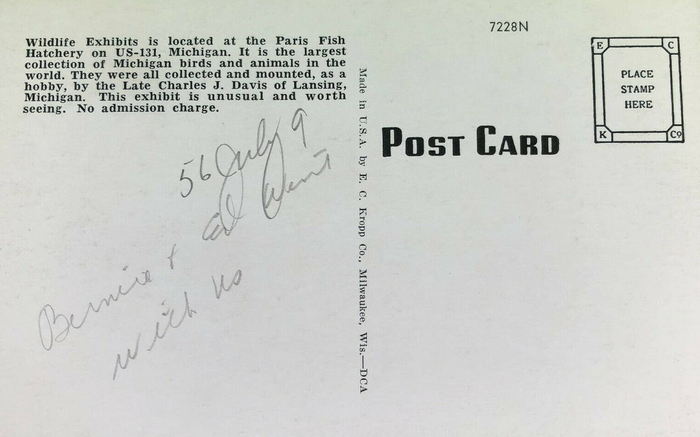 Wildlife Exhibits is located at the Paris Fish
Hatchery on US-131, Michigan. It is the largest
collection of Michigan birds and animals in the
world. They were all collected and mounted, as a
hobby, by the Late Charles J. Davis of Lansing,
Michigan. This exhibit is unusual and worth
seeing. No admission charge.
56 July 9
Bernice & Ed Went
with us
Made in U.S.A. by E. C. Kropp Co., Milwaukee, Wis.—DCA
7228N
POST CARD
E C
PLACE
STAMP
HERE
K Co